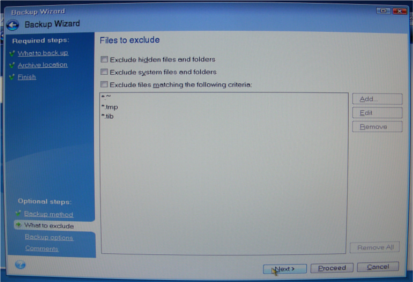 Backup Wizard
Backup Wizard
Required steps:
What to back up
Archive location
Finish
Files to exclude
Exclude hidden files and folders
Exclude system files and folders
Exclude files matching the following criteria:
*.~
*.tmp
*.tib
Add...
Edit
Remove
Remove All
Optional steps:
Backup method
What to exclude
Backup options
Comments
Next >
Proceed
Cancel